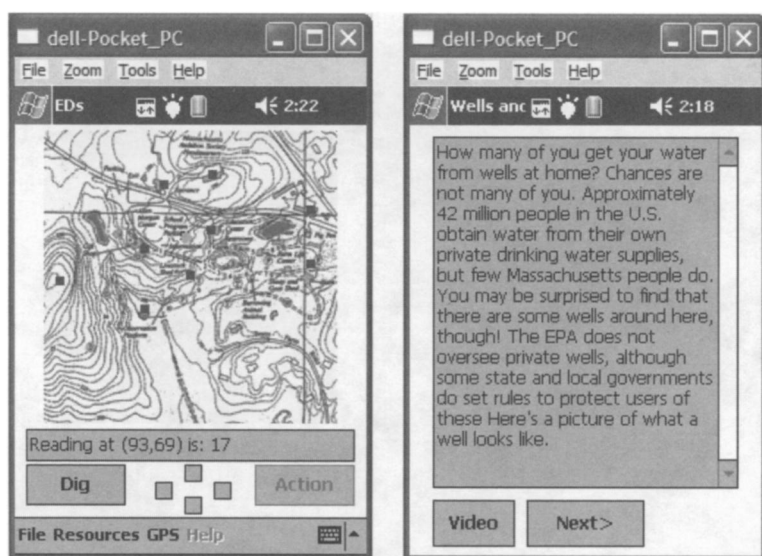 dell-Pocket_PC
File Zoom Tools Help
EDs 2:22
Reading at (93,69) is: 17
Dig Action
File Resources GPS Help
dell-Pocket_PC
File Zoom Tools Help
Wells anc 2:18
How many of you get your water
from wells at home? Chances are
not many of you. Approximately
42 million people in the U.S.
obtain water from their own
private drinking water supplies,
but few Massachusetts people do.
You may be surprised to find that
there are some wells around here,
though! The EPA does not
oversee private wells, although
some state and local governments
do set rules to protect users of
these Here's a picture of what a
well looks like.
Video Next>